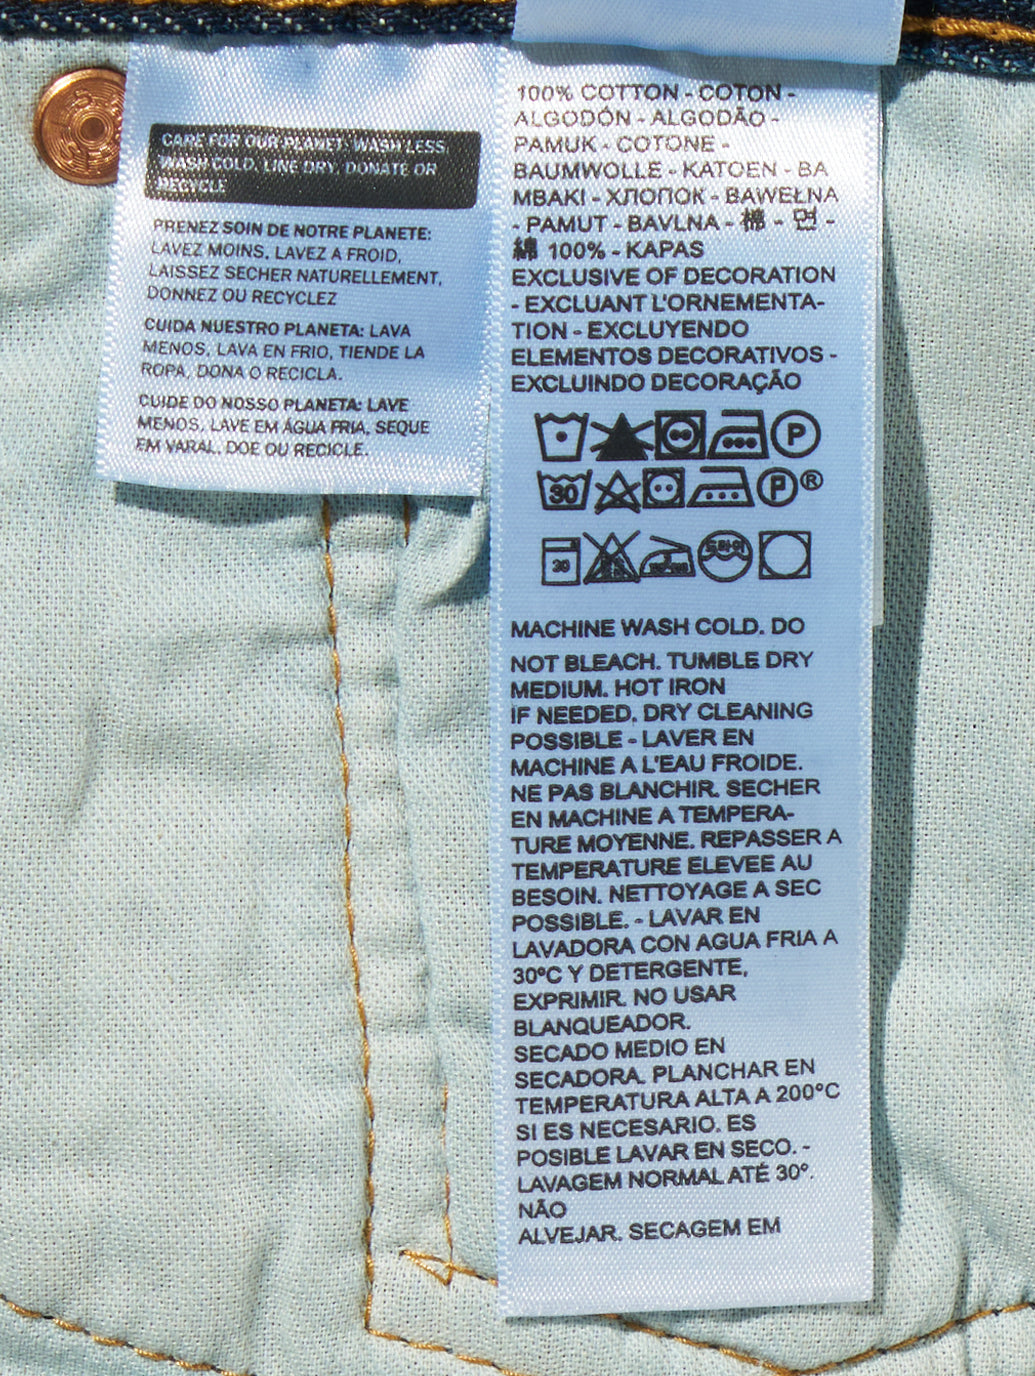 CARE FOR OUR PLANET: WASH LESS,
WASH COLD, LINE DRY, DONATE OR
RECYCLE
PRENEZ SOIN DE NOTRE PLANETE:
LAVEZ MOINS, LAVEZ A FROID,
LAISSEZ SECHER NATURELLEMENT,
DONNEZ OU RECYCLEZ
CUIDA NUESTRO PLANETA: LAVA
MENOS, LAVA EN FRIO, TIENDE LA
ROPA, DONA O RECICLA.
CUIDE DO NOSSO PLANETA: LAVE
MENOS, LAVE EM ÁGUA FRIA, SEQUE
EM VARAL, DOE OU RECICLE.
100% COTTON - COTON -
ALGODÓN - ALGODÃO -
PAMUK - COTONE -
BAUMWOLLE - KATOEN - BA
MBAKI - ХЛОПОК - BAWEŁNA
- PAMUT - BAVLNA - 棉 - 면 -
綿 100% - KAPAS
EXCLUSIVE OF DECORATION
- EXCLUANT L'ORNEMENTA-
TION - EXCLUYENDO
ELEMENTOS DECORATIVOS -
EXCLUINDO DECORAÇÃO
P
30 P ®
30 드라이
MACHINE WASH COLD. DO
NOT BLEACH. TUMBLE DRY
MEDIUM. HOT IRON
IF NEEDED. DRY CLEANING
POSSIBLE - LAVER EN
MACHINE A L'EAU FROIDE.
NE PAS BLANCHIR. SECHER
EN MACHINE A TEMPERA-
TURE MOYENNE. REPASSER A
TEMPERATURE ELEVEE AU
BESOIN. NETTOYAGE A SEC
POSSIBLE. - LAVAR EN
LAVADORA CON AGUA FRIA A
30ºC Y DETERGENTE,
EXPRIMIR. NO USAR
BLANQUEADOR.
SECADO MEDIO EN
SECADORA. PLANCHAR EN
TEMPERATURA ALTA A 200ºC
SI ES NECESARIO. ES
POSIBLE LAVAR EN SECO. -
LAVAGEM NORMAL ATÉ 30º.
NÃO
ALVEJAR. SECAGEM EM